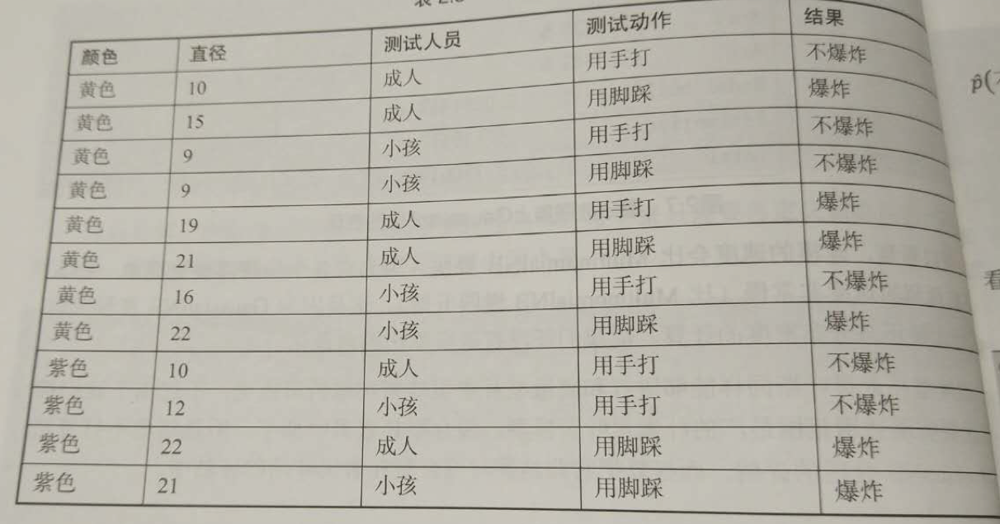 颜色 直径 测试人员 测试动作 结果
黄色 10 成人 用手打 不爆炸
黄色 15 成人 用脚踩 爆炸
黄色 9 小孩 用手打 不爆炸
黄色 9 小孩 用脚踩 不爆炸
黄色 19 成人 用手打 爆炸
黄色 21 成人 用脚踩 爆炸
黄色 16 小孩 用手打 不爆炸
黄色 22 小孩 用脚踩 爆炸
紫色 10 成人 用手打 不爆炸
紫色 12 小孩 用手打 不爆炸
紫色 22 成人 用脚踩 爆炸
紫色 21 小孩 用脚踩 爆炸
p̂(
看